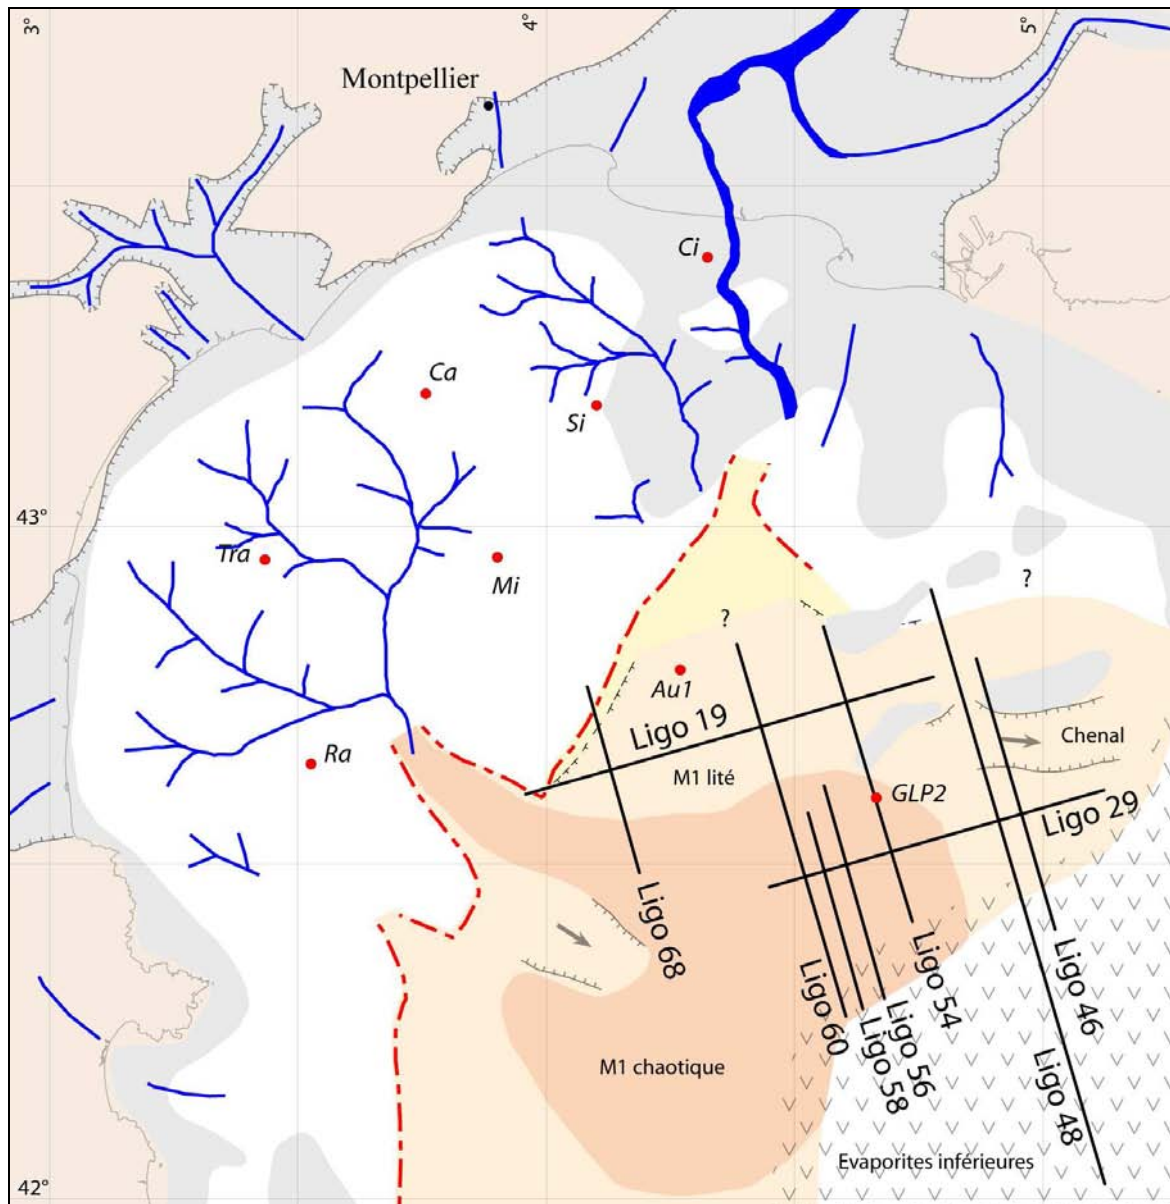 3°
4°
5°
Montpellier
Ci
Ca
Si
43°
Tra
Mi
?
?
Au1
Ligo 19
Chenal
Ra
M1 lité
GLP2
Ligo 29
Ligo 68
Ligo 60
Ligo 58
Ligo 56
Ligo 54
Ligo 46
Ligo 48
M1 chaotique
Evaporites inférieures
42°